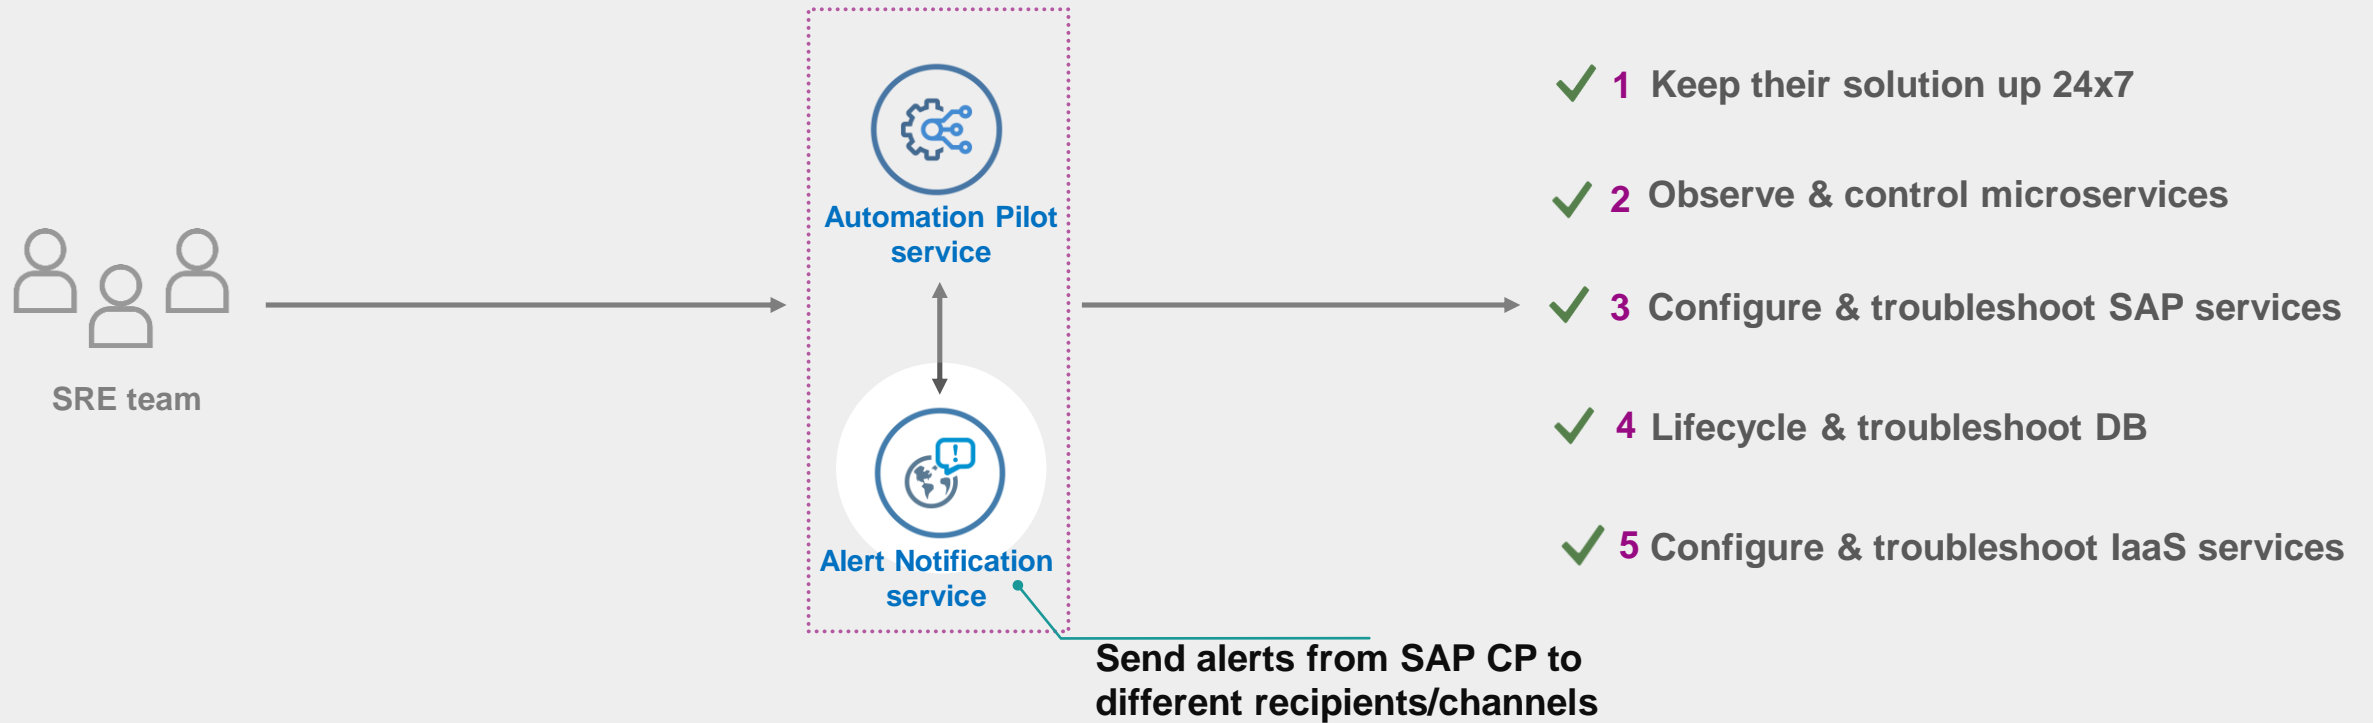 SRE team
Automation Pilot
service
Alert Notification
service
Send alerts from SAP CP to
different recipients/channels
1 Keep their solution up 24x7
2 Observe & control microservices
3 Configure & troubleshoot SAP services
4 Lifecycle & troubleshoot DB
5 Configure & troubleshoot IaaS services